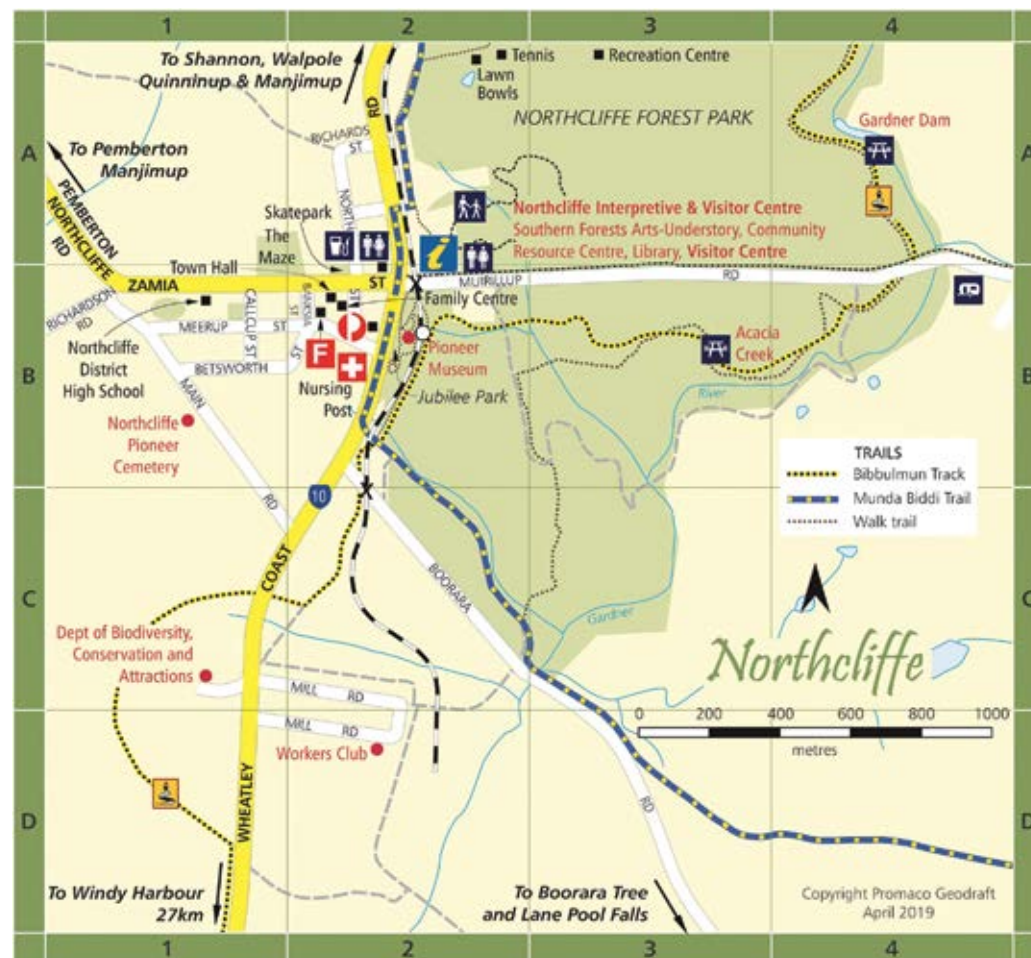 1
2
3
4
A
A
B
B
C
C
D
D
1
2
3
4
To Shannon, Walpole
Quinninup & Manjimup
RD
Tennis
Recreation Centre
Lawn
Bowls
NORTHCLIFFE FOREST PARK
Gardner Dam
RICHARDS
ST
To Pemberton
Manjimup
PEMBERTON
NORTHCLIFFE
RD
NORTH
Skatepark
The
Maze
Northcliffe Interpretive & Visitor Centre
Southern Forests Arts-Understory, Community
Resource Centre, Library, Visitor Centre
i
Town Hall
ZAMIA
ST
MUIRILLUP
RD
Family Centre
RICHARDSON
RD
MEERUP
ST
CALLCUP ST
BANKSIA
ST
ST
BETSWORTH
ST
F
Northcliffe
District
High School
Nursing
Post
Pioneer
Museum
Jubilee Park
Acacia
Creek
River
MAIN
RD
Northcliffe
Pioneer
Cemetery
10
TRAILS
Bibbulmun Track
Munda Biddi Trail
Walk trail
COAST
BOORARA
RD
Gardner
Dept of Biodiversity,
Conservation and
Attractions
Northcliffe
MILL RD
MILL RD
Workers Club
0 200 400 600 800 1000
metres
WHEATLEY
To Windy Harbour
27km
To Boorara Tree
and Lane Pool Falls
Copyright Promaco Geodraft
April 2019